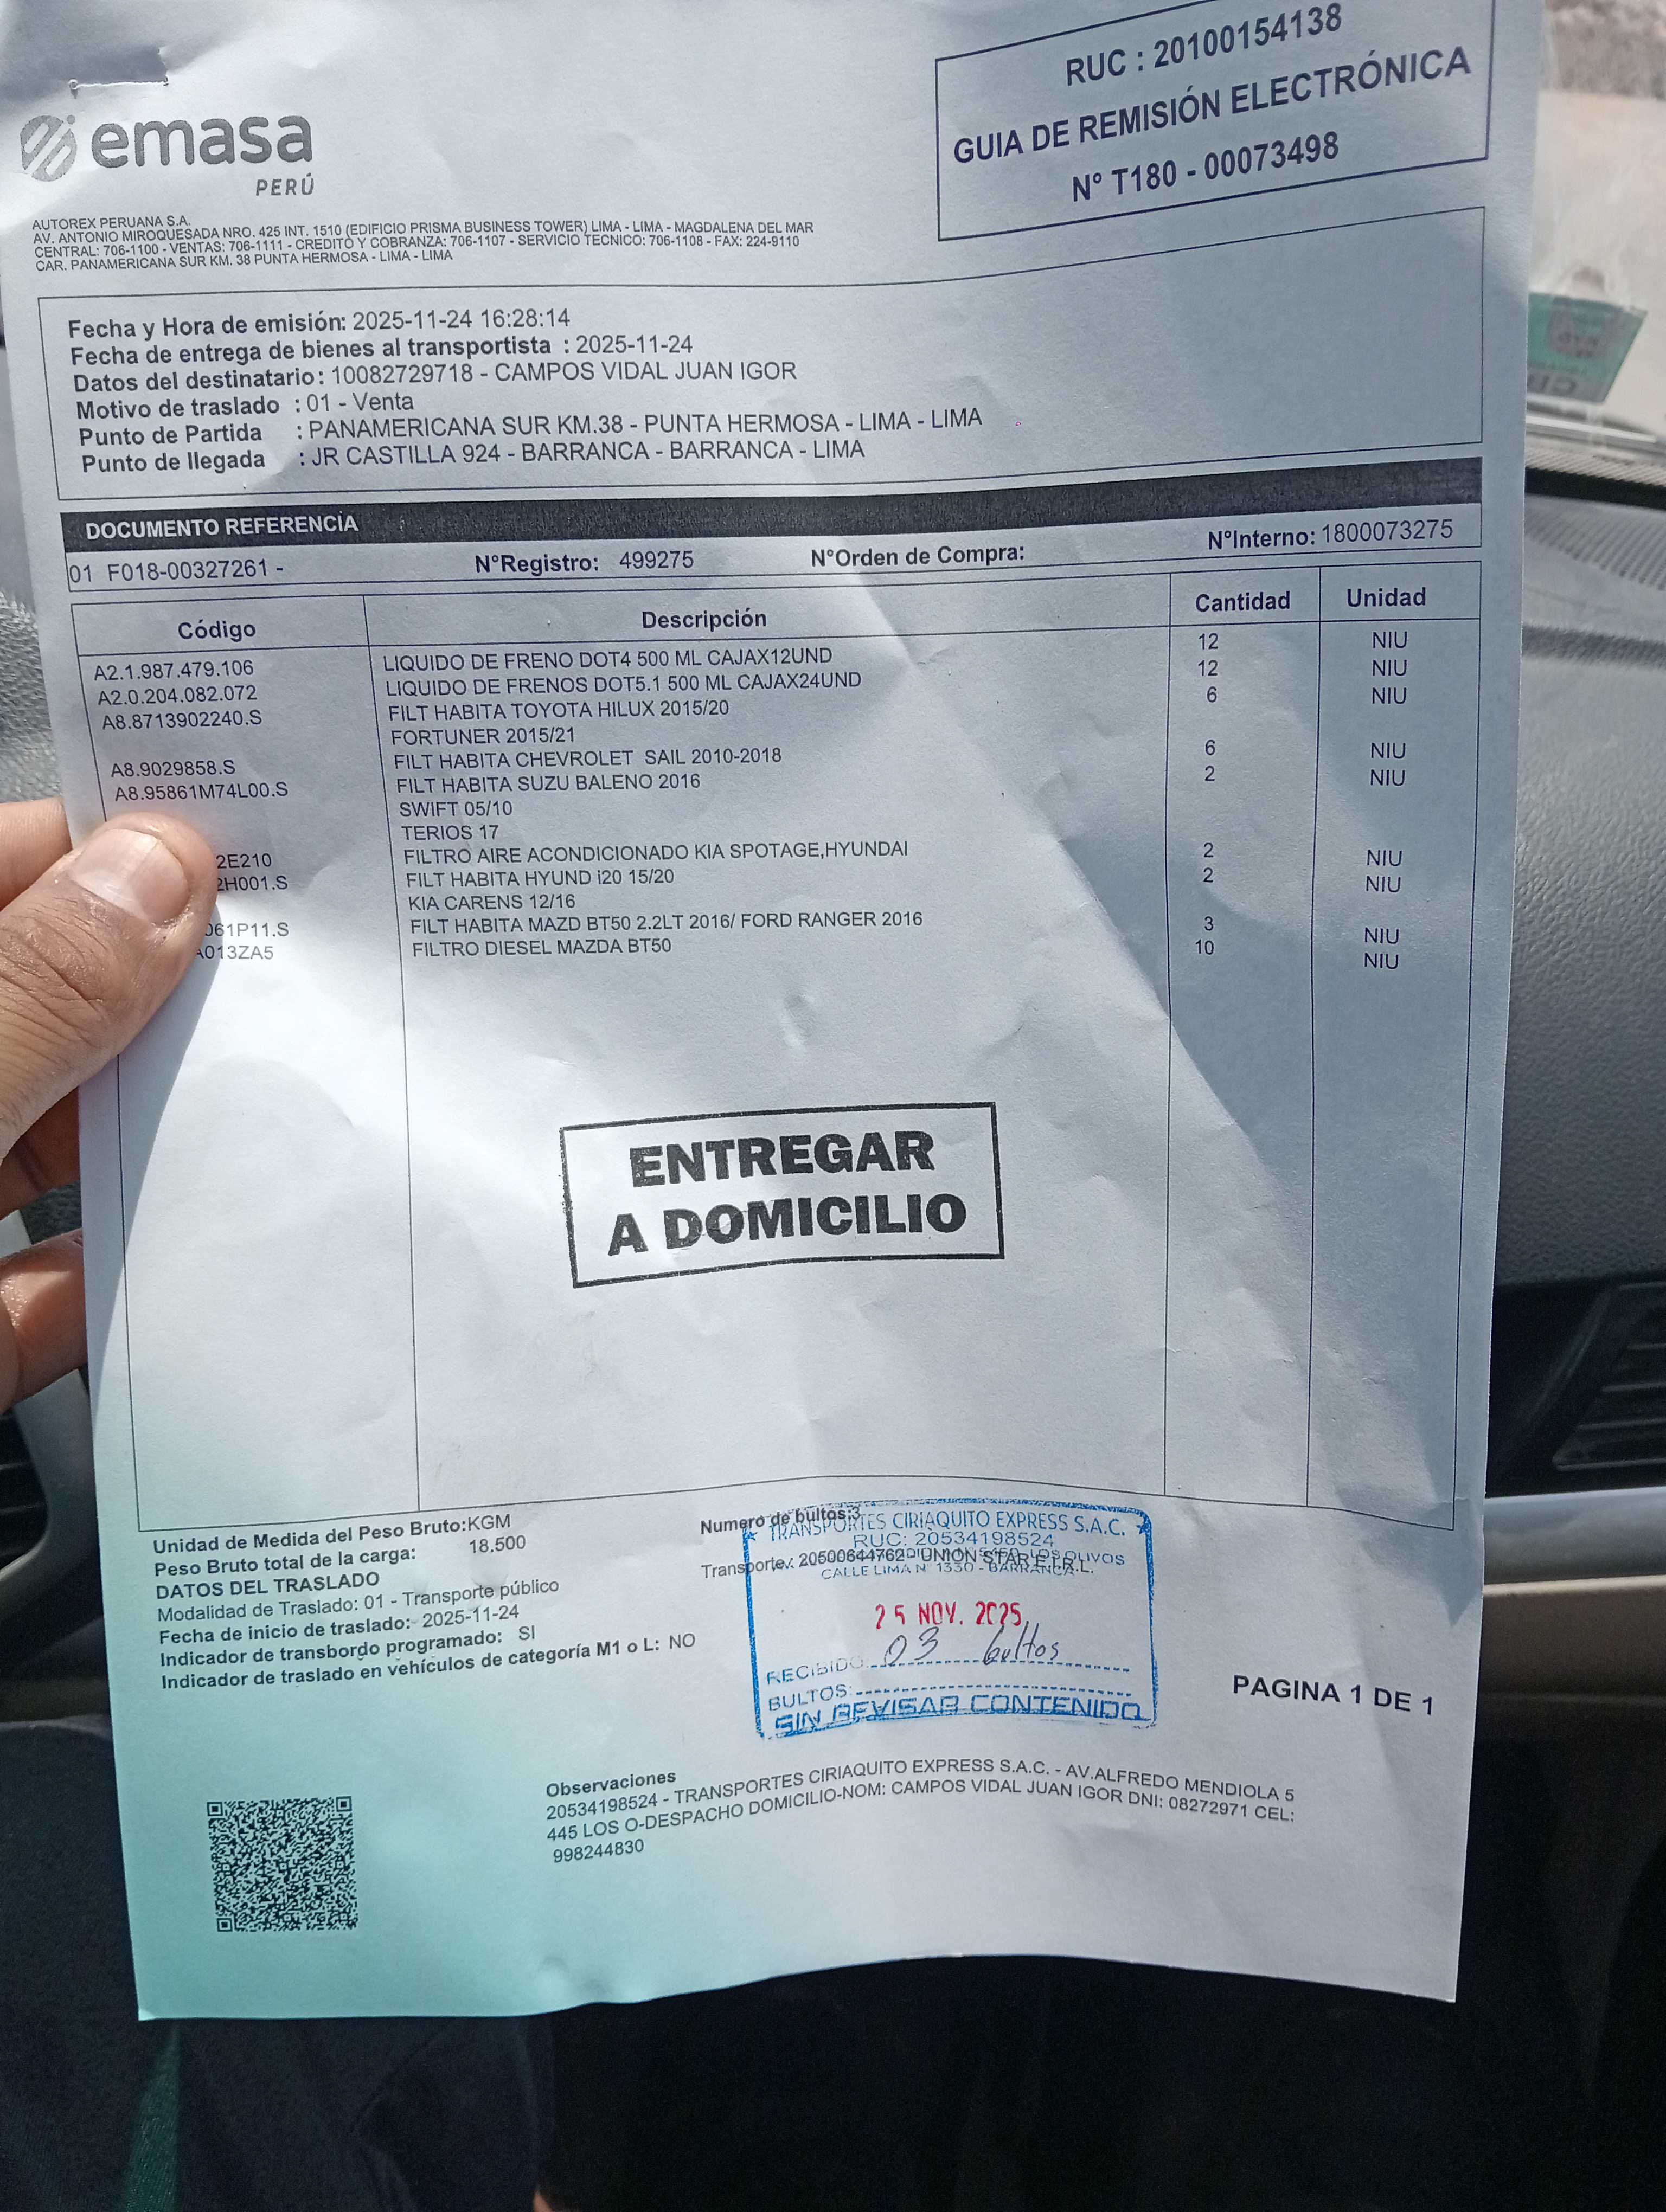 RUC : 20100154138
GUIA DE REMISIÓN ELECTRÓNICA
N° T180 - 00073498
emasa
PERÚ
AUTOREX PERUANA S.A.
AV. ANTONIO MIROQUESADA NRO. 425 INT. 1510 (EDIFICIO PRISMA BUSINESS TOWER) LIMA - LIMA - MAGDALENA DEL MAR
CENTRAL: 706-1100 - VENTAS: 706-1111 - CREDITO Y COBRANZA: 706-1107 - SERVICIO TECNICO: 706-1108 - FAX: 224-9110
CAR. PANAMERICANA SUR KM. 38 PUNTA HERMOSA - LIMA - LIMA
Fecha y Hora de emisión: 2025-11-24 16:28:14
Fecha de entrega de bienes al transportista : 2025-11-24
Datos del destinatario: 10082729718 - CAMPOS VIDAL JUAN IGOR
Motivo de traslado : 01 - Venta
Punto de Partida : PANAMERICANA SUR KM.38 - PUNTA HERMOSA - LIMA - LIMA
Punto de llegada : JR CASTILLA 924 - BARRANCA - BARRANCA - LIMA
DOCUMENTO REFERENCIA
01 F018-00327261 - N°Registro: 499275 N°Orden de Compra: N°Interno: 1800073275
Código Descripción Cantidad Unidad
A2.1.987.479.106 LIQUIDO DE FRENO DOT4 500 ML CAJAX12UND 12 NIU
A2.0.204.082.072 LIQUIDO DE FRENOS DOT5.1 500 ML CAJAX24UND 12 NIU
A8.8713902240.S FILT HABITA TOYOTA HILUX 2015/20 6 NIU
FORTUNER 2015/21
A8.9029858.S FILT HABITA CHEVROLET SAIL 2010-2018 6 NIU
A8.95861M74L00.S FILT HABITA SUZU BALENO 2016 2 NIU
SWIFT 05/10
TERIOS 17
2E210 FILTRO AIRE ACONDICIONADO KIA SPOTAGE,HYUNDAI 2 NIU
2H001.S FILT HABITA HYUND i20 15/20 2 NIU
KIA CARENS 12/16
061P11.S FILT HABITA MAZD BT50 2.2LT 2016/ FORD RANGER 2016 3 NIU
A013ZA5 FILTRO DIESEL MAZDA BT50 10 NIU
ENTREGAR
A DOMICILIO
Unidad de Medida del Peso Bruto:KGM
Peso Bruto total de la carga: 18.500
DATOS DEL TRASLADO
Modalidad de Traslado: 01 - Transporte público
Fecha de inicio de traslado: 2025-11-24
Indicador de transbordo programado: SI
Indicador de traslado en vehículos de categoría M1 o L: NO
Numero de bultos:3
Transporte.: 20500644762- UNION STAR E.I.R.L.
TRANSPORTES CIRIAQUITO EXPRESS S.A.C.
RUC: 20534198524
CALLE LIMA N° 1330 - BARRANCA
25 NOV. 2025
RECIBIDO 03 bultos
BULTOS:
SIN REVISAR CONTENIDO
PAGINA 1 DE 1
Observaciones
20534198524 - TRANSPORTES CIRIAQUITO EXPRESS S.A.C. - AV.ALFREDO MENDIOLA 5
445 LOS O-DESPACHO DOMICILIO-NOM: CAMPOS VIDAL JUAN IGOR DNI: 08272971 CEL:
998244830